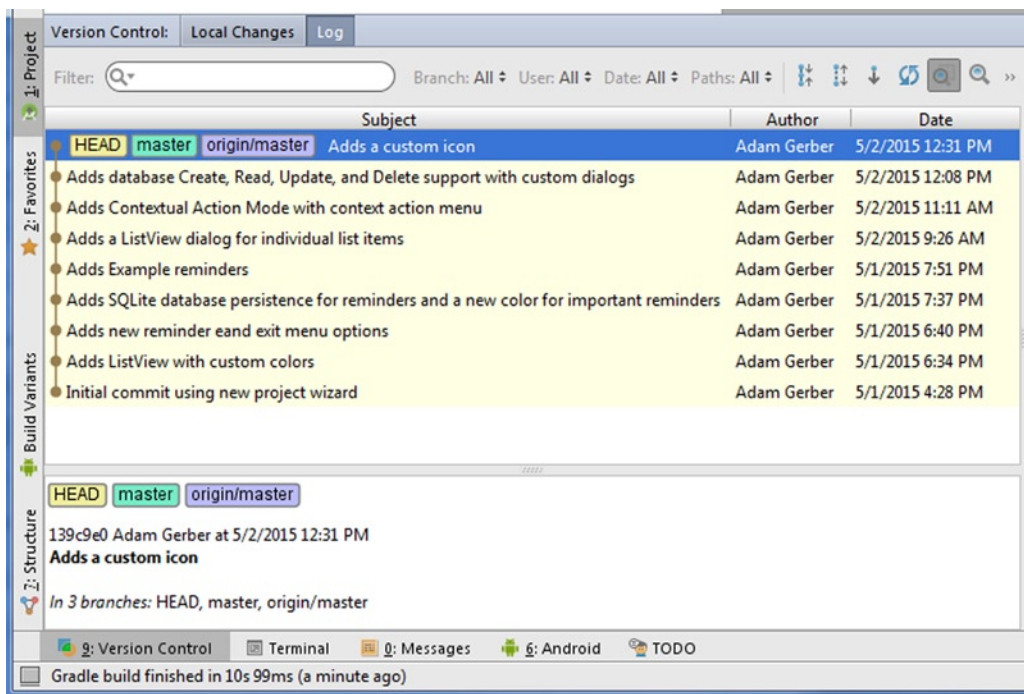 Version Control: Local Changes Log
Filter: Branch: All User: All Date: All Paths: All
Subject Author Date
HEAD master origin/master Adds a custom icon Adam Gerber 5/2/2015 12:31 PM
Adds database Create, Read, Update, and Delete support with custom dialogs Adam Gerber 5/2/2015 12:08 PM
Adds Contextual Action Mode with context action menu Adam Gerber 5/2/2015 11:11 AM
Adds a ListView dialog for individual list items Adam Gerber 5/2/2015 9:26 AM
Adds Example reminders Adam Gerber 5/1/2015 7:51 PM
Adds SQLite database persistence for reminders and a new color for important reminders Adam Gerber 5/1/2015 7:37 PM
Adds new reminder eand exit menu options Adam Gerber 5/1/2015 6:40 PM
Adds ListView with custom colors Adam Gerber 5/1/2015 6:34 PM
Initial commit using new project wizard Adam Gerber 5/1/2015 4:28 PM
HEAD master origin/master
139c9e0 Adam Gerber at 5/2/2015 12:31 PM
Adds a custom icon
In 3 branches: HEAD, master, origin/master
1: Project
2: Favorites
Build Variants
7: Structure
9: Version Control Terminal 0: Messages 6: Android TODO
Gradle build finished in 10s 99ms (a minute ago)